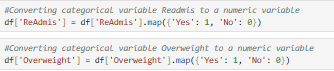 #Converting categorical variable Readmis to a numeric variable
df['ReAdmis'] = df['ReAdmis'].map({'Yes': 1, 'No': 0})
#Converting categorical variable Overweight to a numeric variable
df['Overweight'] = df['Overweight'].map({'Yes': 1, 'No': 0})